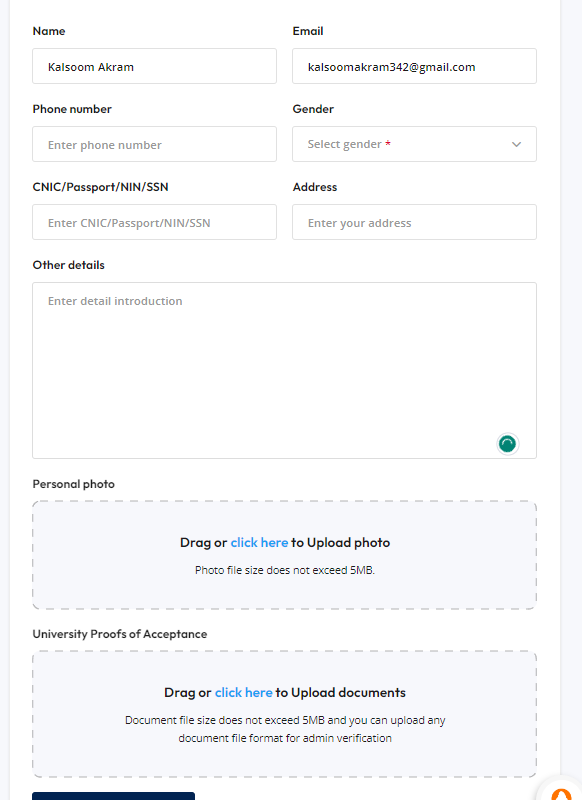 Name Email
Kalsoom Akram kalsoomakram342@gmail.com
Phone number Gender
Enter phone number Select gender *
CNIC/Passport/NIN/SSN Address
Enter CNIC/Passport/NIN/SSN Enter your address
Other details
Enter detail introduction
Personal photo
Drag or click here to Upload photo
Photo file size does not exceed 5MB.
University Proofs of Acceptance
Drag or click here to Upload documents
Document file size does not exceed 5MB and you can upload any
document file format for admin verification